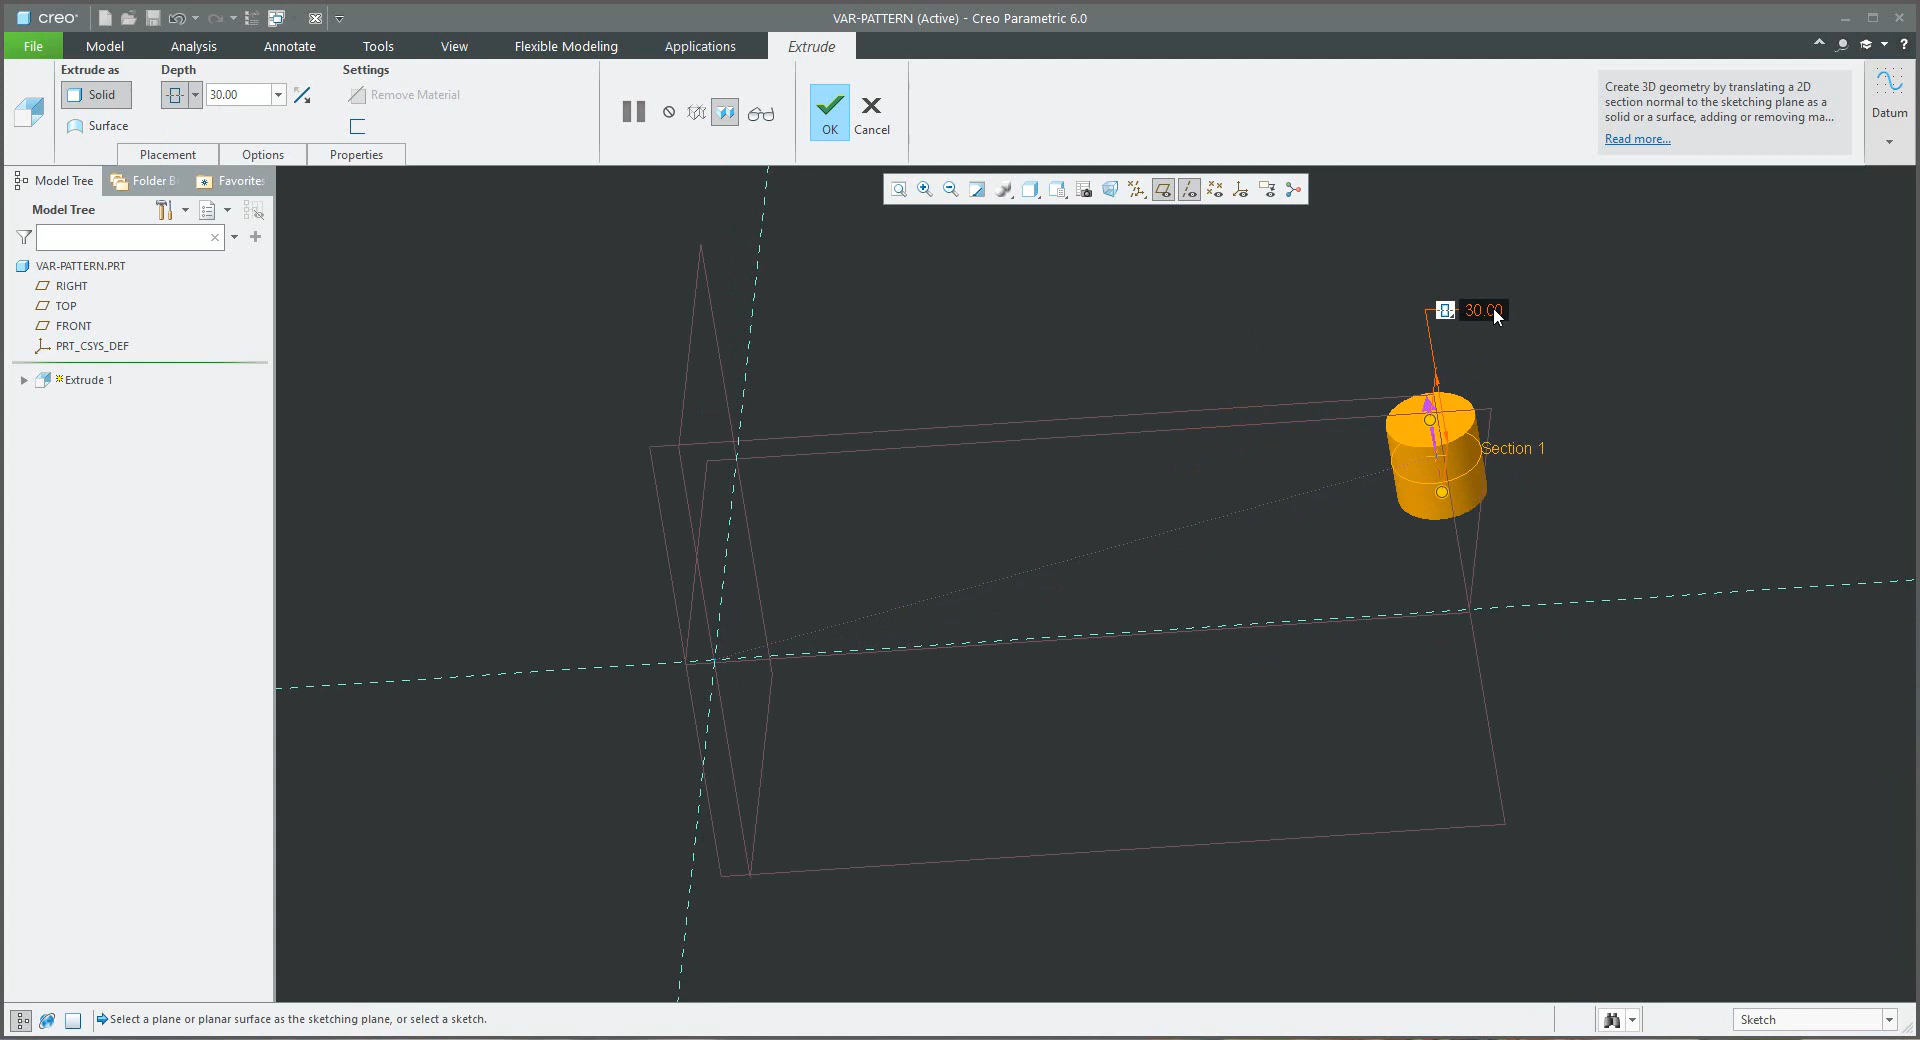 creo
VAR-PATTERN (Active) - Creo Parametric 6.0
File
Model
Analysis
Annotate
Tools
View
Flexible Modeling
Applications
Extrude
Extrude as
Depth
Settings
Solid
30.00
Remove Material
Surface
OK
Cancel
Placement
Options
Properties
Create 3D geometry by translating a 2D
section normal to the sketching plane as a
solid or a surface, adding or removing ma...
Read more...
Datum
Model Tree
Folder B
Favorite
Model Tree
VAR-PATTERN.PRT
RIGHT
TOP
FRONT
PRT_CSYS_DEF
Extrude 1
30.00
Section 1
Select a plane or planar surface as the sketching plane, or select a sketch.
Sketch